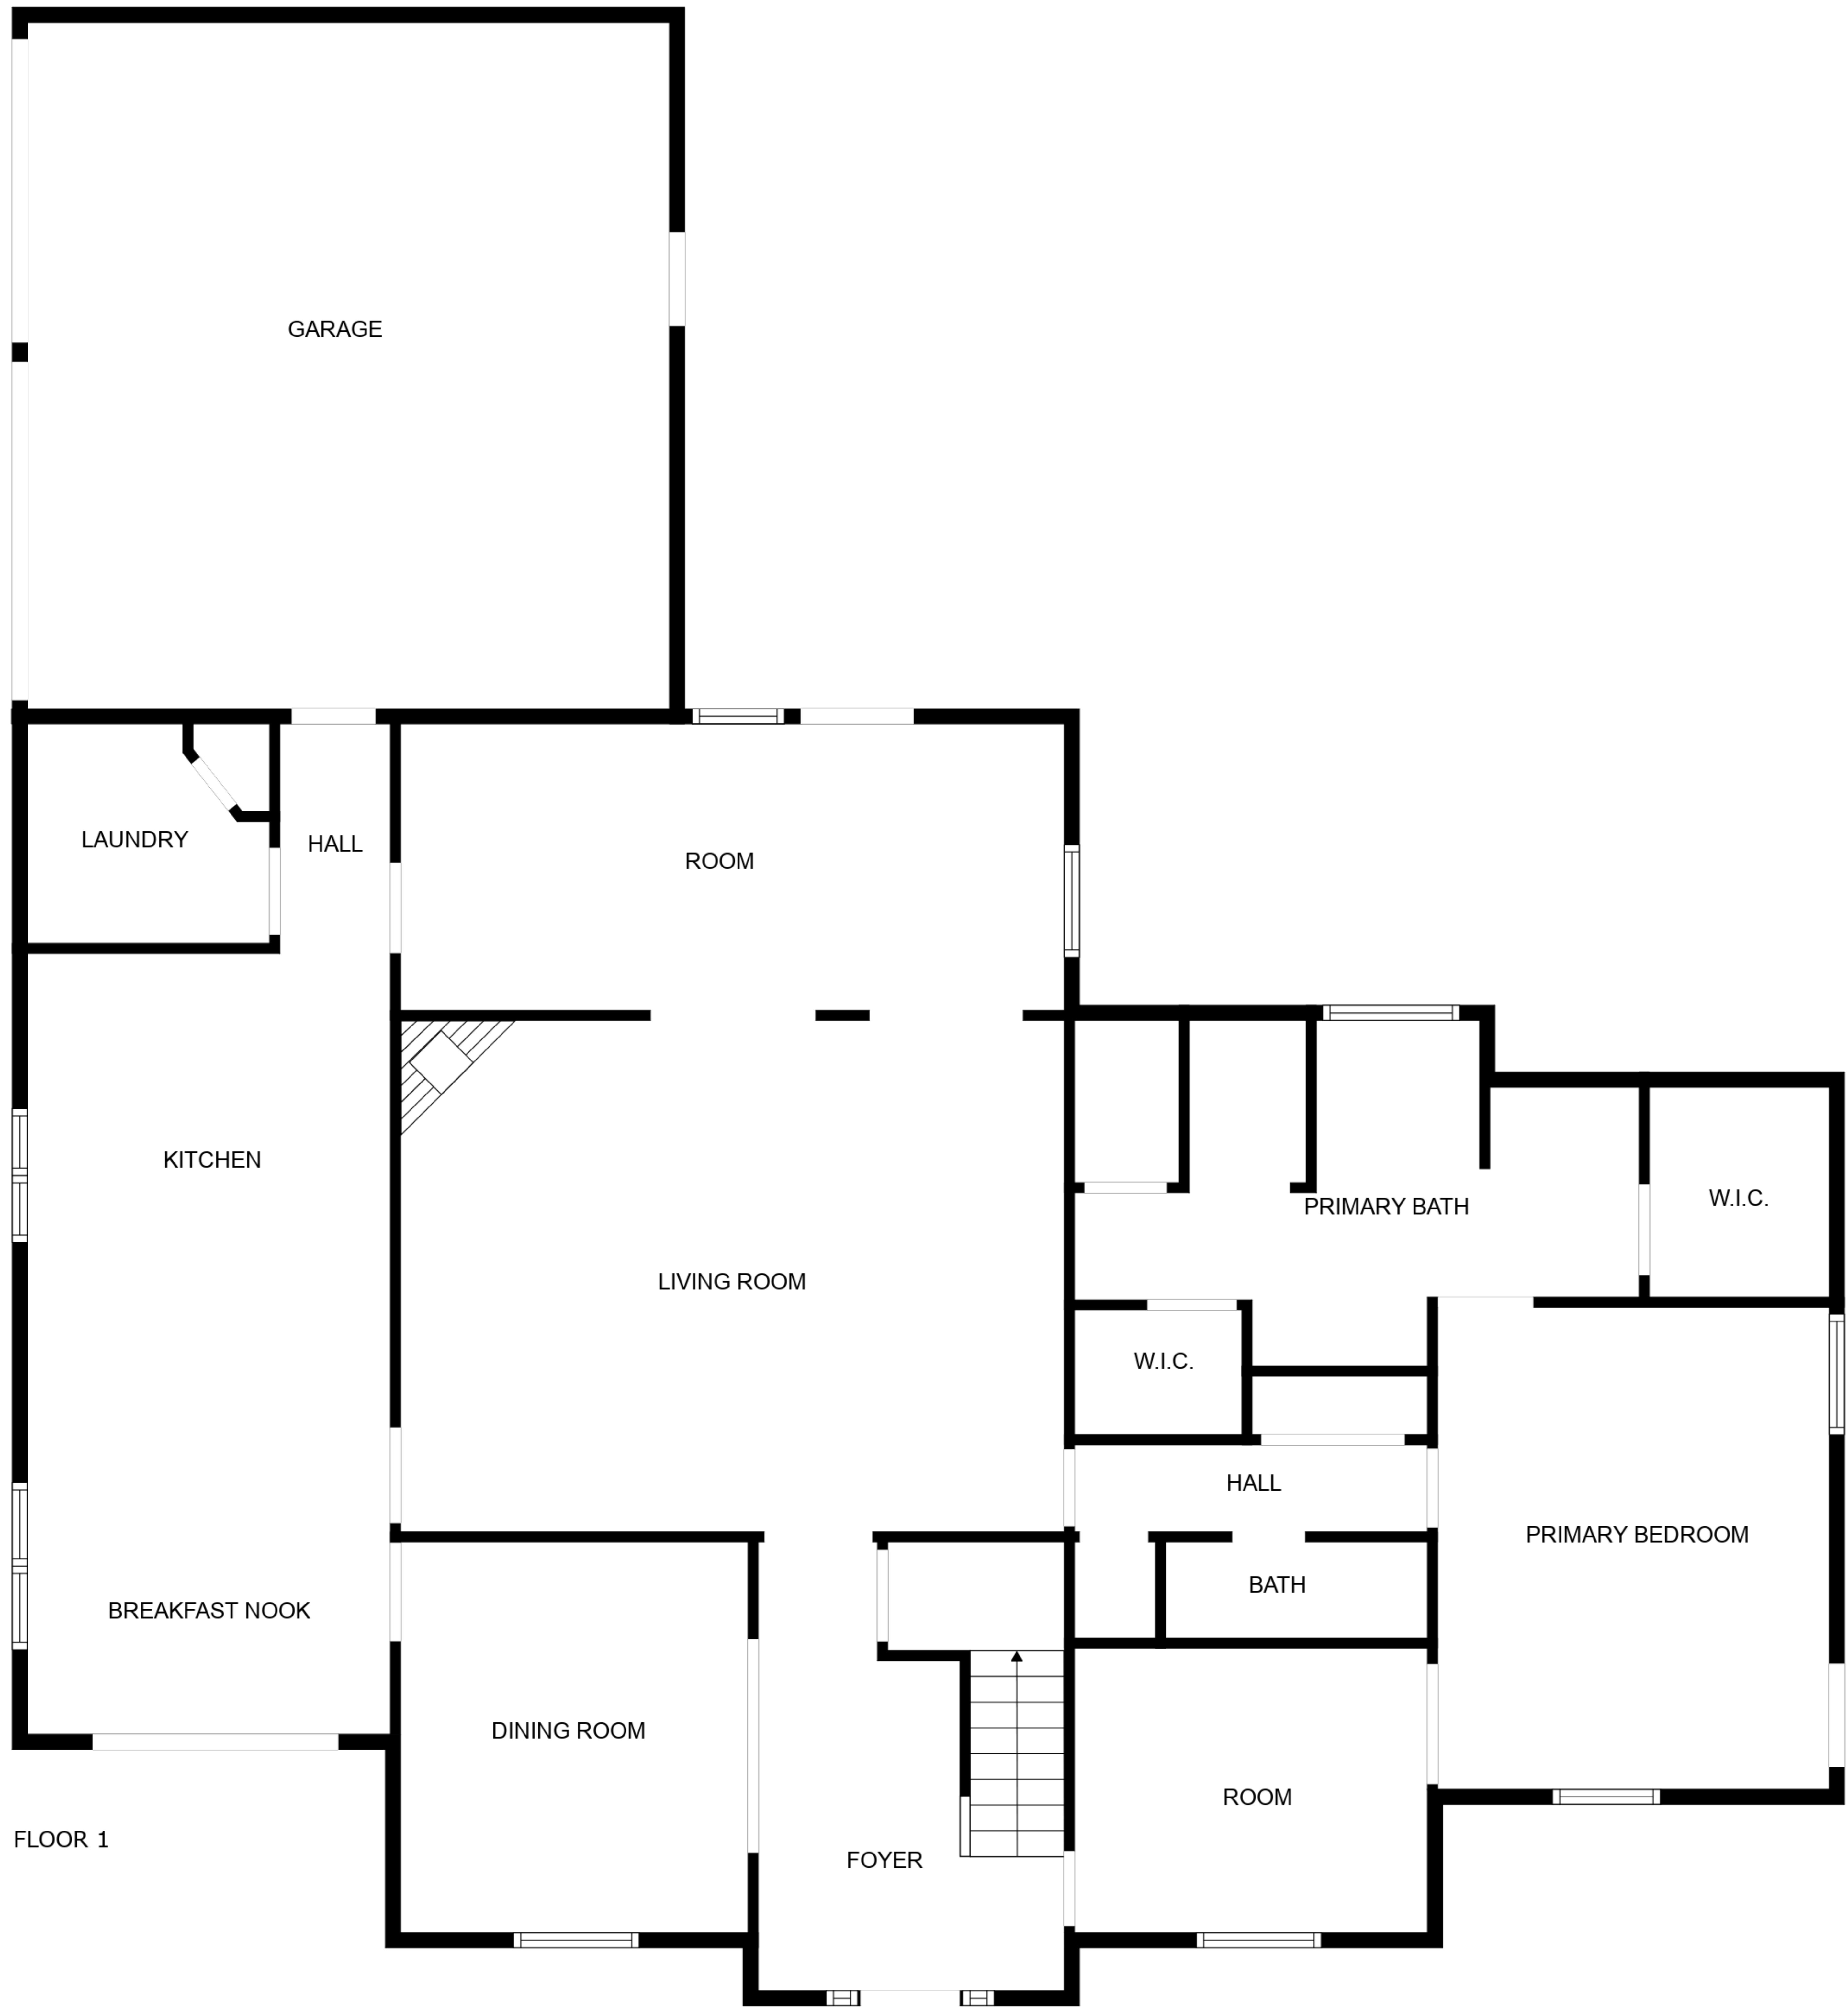 GARAGE
LAUNDRY
HALL
ROOM
KITCHEN
PRIMARY BATH
W.I.C.
LIVING ROOM
W.I.C.
HALL
PRIMARY BEDROOM
BATH
BREAKFAST NOOK
DINING ROOM
ROOM
FLOOR 1
FOYER